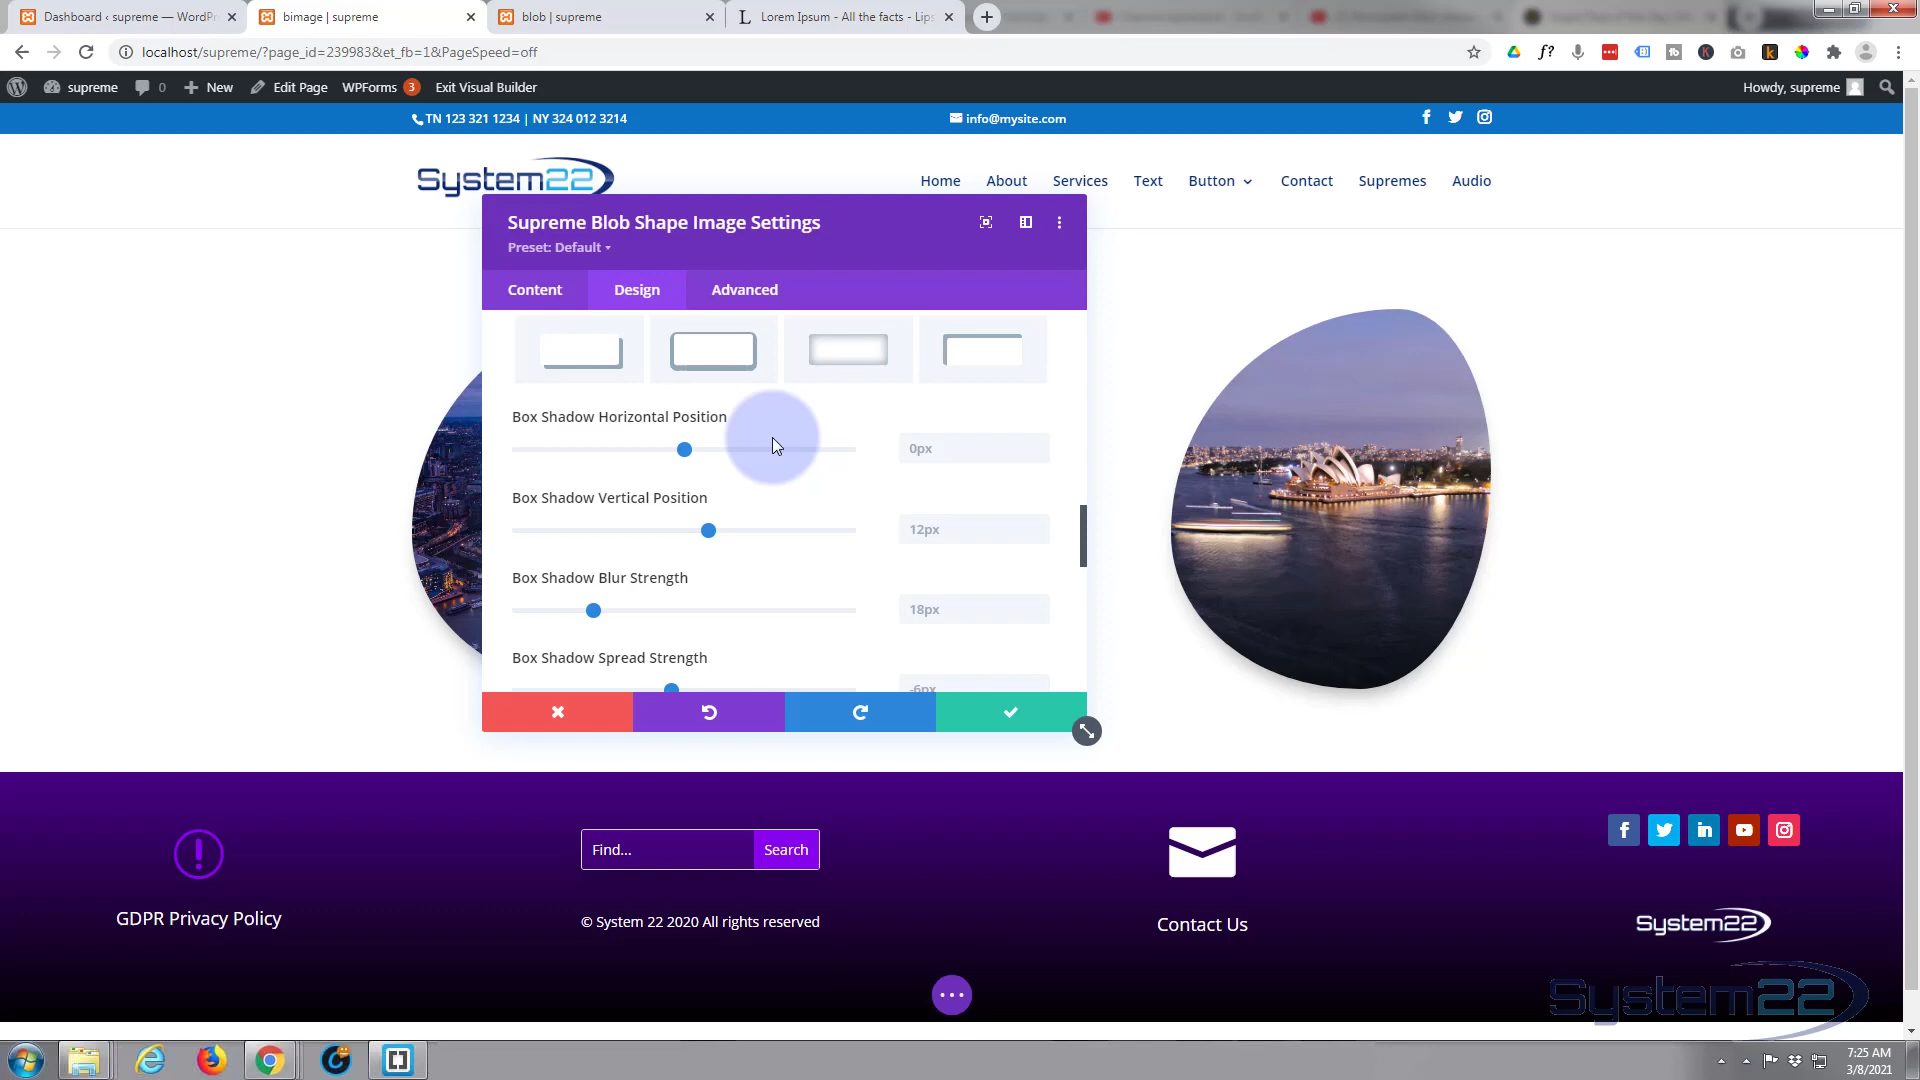 Dashboard ‹ supreme — WordPr
bimage | supreme
blob | supreme
Lorem Ipsum - All the facts - Lips
localhost/supreme/?page_id=239983&et_fb=1&PageSpeed=off
supreme
0
New
Edit Page
WPForms 3
Exit Visual Builder
Howdy, supreme
TN 123 321 1234 | NY 324 012 3214
info@mysite.com
System22
Home
About
Services
Text
Button
Contact
Supremes
Audio
Supreme Blob Shape Image Settings
Preset: Default
Content
Design
Advanced
Box Shadow Horizontal Position
0px
Box Shadow Vertical Position
12px
Box Shadow Blur Strength
18px
Box Shadow Spread Strength
-6px
Find...
Search
GDPR Privacy Policy
© System 22 2020 All rights reserved
Contact Us
System22
System22
7:25 AM
3/8/2021